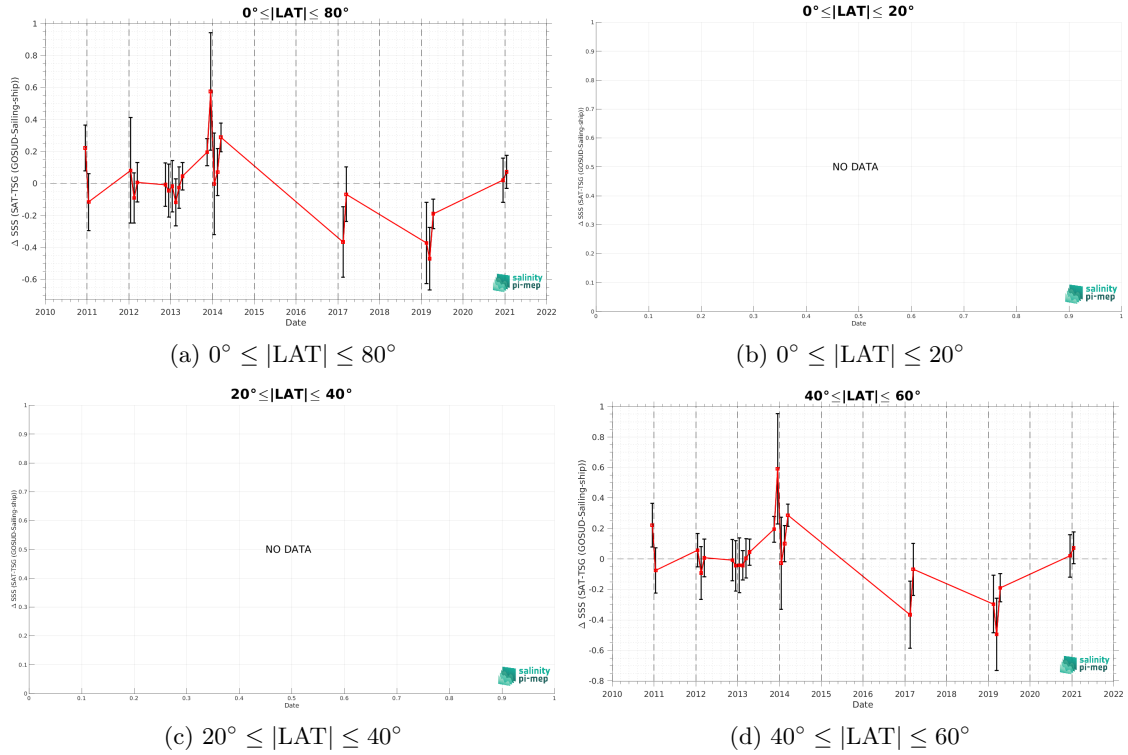 0°≤|LAT|≤ 80°
Δ SSS (SAT-TSG (GOSUD-Sailing-ship))
1
0.8
0.6
0.4
0.2
0
-0.2
-0.4
-0.6
2010 2011 2012 2013 2014 2015 2016 2017 2018 2019 2020 2021 2022
Date
salinity
pi-mep
(a) 0° ≤ |LAT| ≤ 80°
0°≤|LAT|≤ 20°
Δ SSS (SAT-TSG (GOSUD-Sailing-ship))
1
0.9
0.8
0.7
0.6
0.5
0.4
0.3
0.2
0.1
0
NO DATA
0 0.1 0.2 0.3 0.4 0.5 0.6 0.7 0.8 0.9 1
Date
salinity
pi-mep
(b) 0° ≤ |LAT| ≤ 20°
20°≤|LAT|≤ 40°
Δ SSS (SAT-TSG (GOSUD-Sailing-ship))
1
0.9
0.8
0.7
0.6
0.5
0.4
0.3
0.2
0.1
0
NO DATA
0 0.1 0.2 0.3 0.4 0.5 0.6 0.7 0.8 0.9 1
Date
salinity
pi-mep
(c) 20° ≤ |LAT| ≤ 40°
40°≤|LAT|≤ 60°
Δ SSS (SAT-TSG (GOSUD-Sailing-ship))
1
0.8
0.6
0.4
0.2
0
-0.2
-0.4
-0.6
-0.8
2010 2011 2012 2013 2014 2015 2016 2017 2018 2019 2020 2021 2022
Date
salinity
pi-mep
(d) 40° ≤ |LAT| ≤ 60°